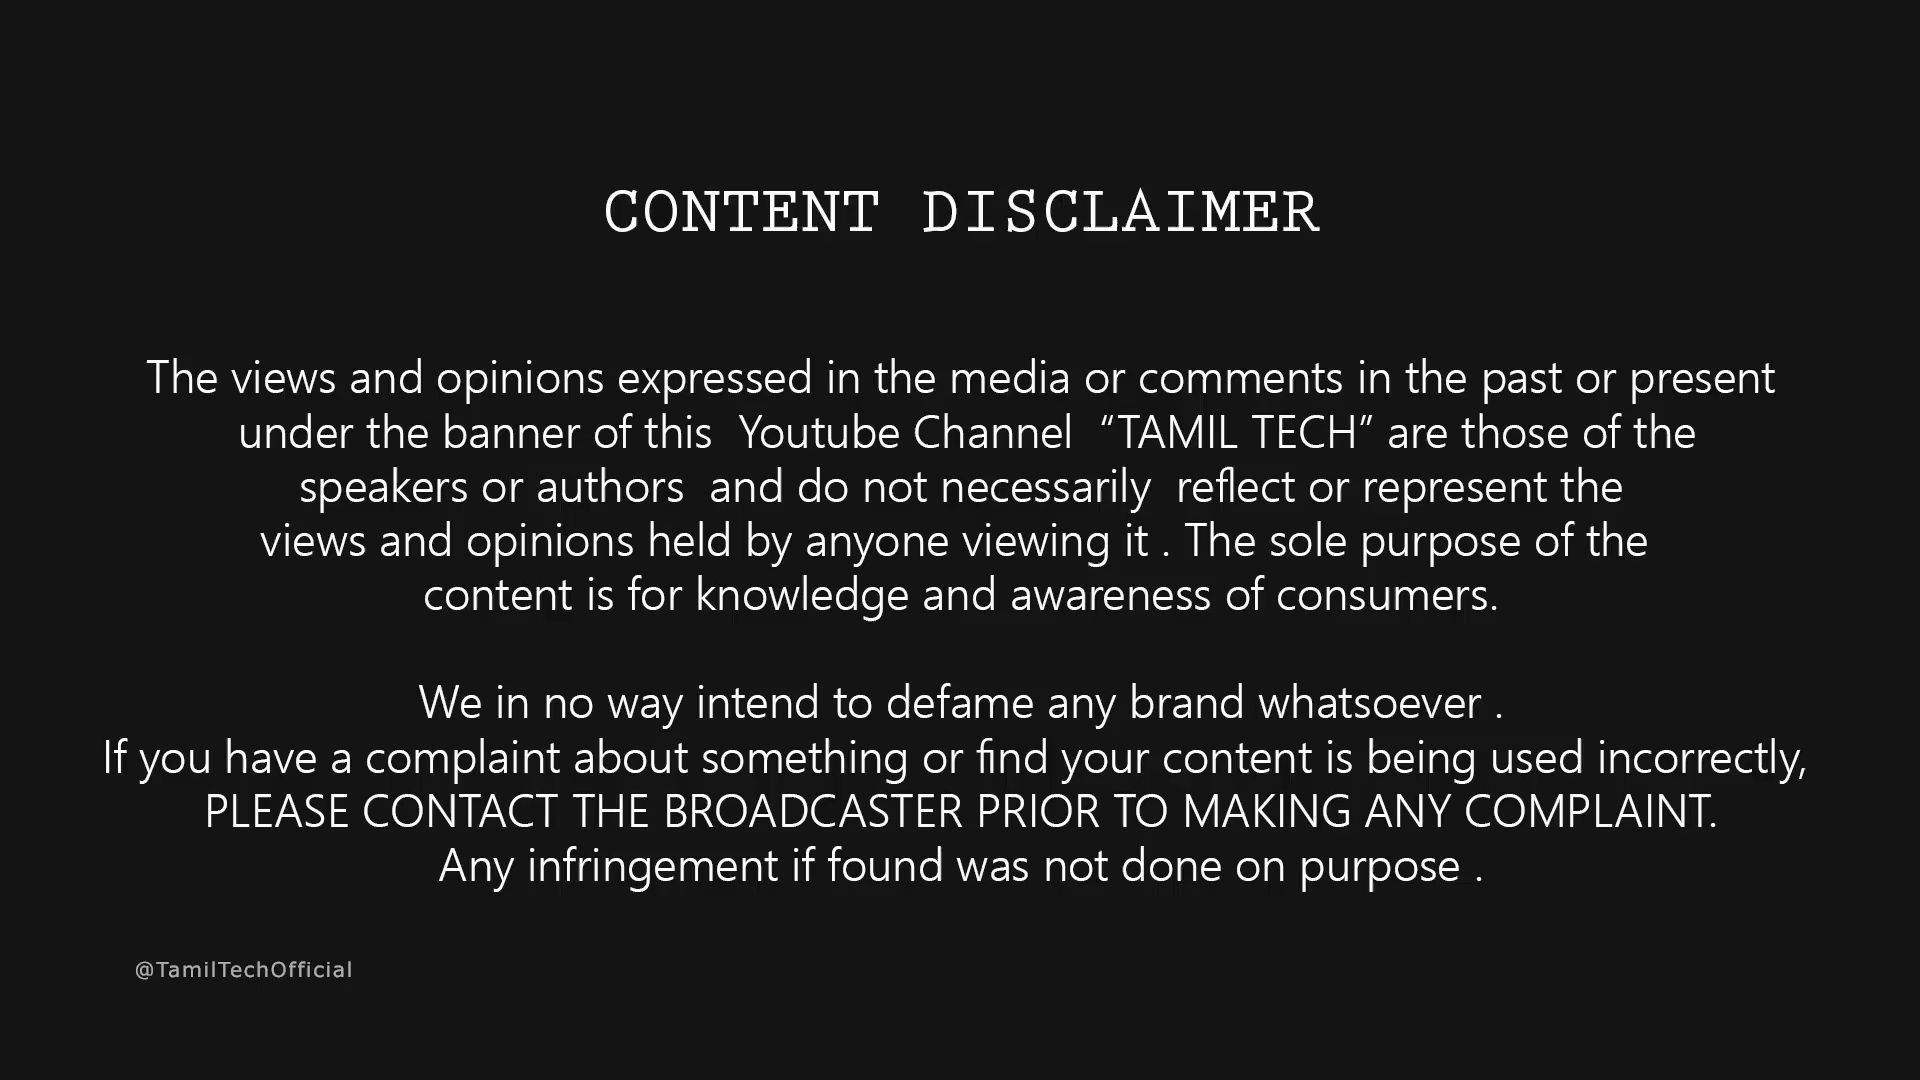 CONTENT DISCLAIMER
The views and opinions expressed in the media or comments in the past or present
under the banner of this  Youtube Channel  “TAMIL TECH” are those of the
speakers or authors  and do not necessarily  reflect or represent the
views and opinions held by anyone viewing it . The sole purpose of the
content is for knowledge and awareness of consumers.
We in no way intend to defame any brand whatsoever .
If you have a complaint about something or find your content is being used incorrectly,
PLEASE CONTACT THE BROADCASTER PRIOR TO MAKING ANY COMPLAINT.
Any infringement if found was not done on purpose .
@TamilTechOfficial